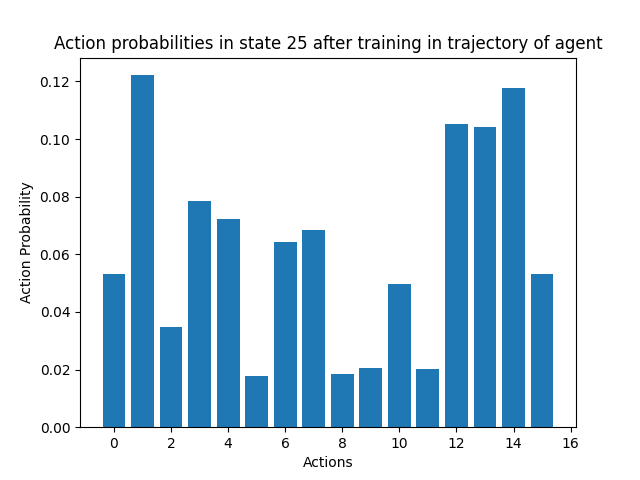 Action probabilities in state 25 after training in trajectory of agent
0.12
0.10
0.08
0.06
0.04
0.02
0.00
Action Probability
0 2 4 6 8 10 12 14 16
Actions